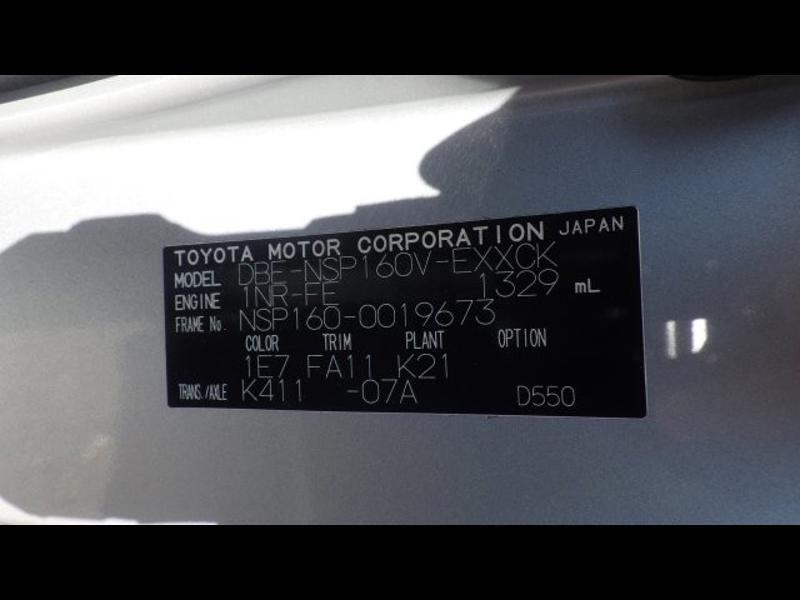 TOYOTA MOTOR CORPORATION JAPAN
MODEL DBE-NSP160V-EXXCK
ENGINE 1NR-FE 1329 mL
FRAME No. NSP160-0019673
COLOR TRIM PLANT OPTION
1E7 FA11 K21
TRANS./AXLE K411 -07A D550